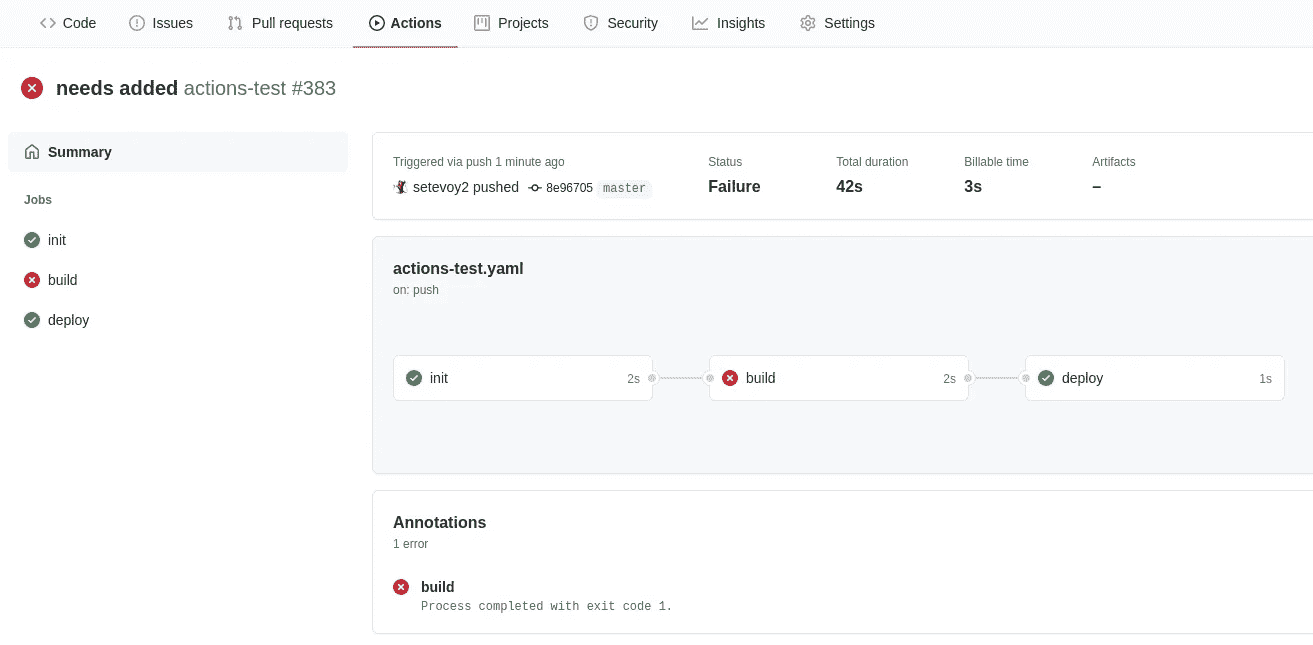 Code Issues Pull requests Actions Projects Security Insights Settings
needs added actions-test #383
Summary
Jobs
init
build
deploy
Triggered via push 1 minute ago
setevoy2 pushed 8e96705 master
Status
Failure
Total duration
42s
Billable time
3s
Artifacts
–
actions-test.yaml
on: push
init 2s
build 2s
deploy 1s
Annotations
1 error
build
Process completed with exit code 1.